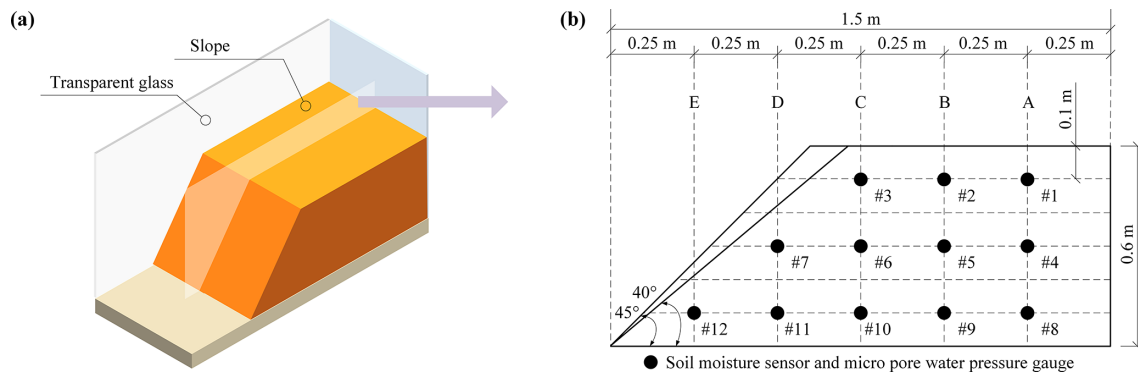 (a)
Slope
Transparent glass
(b)
1.5 m
0.25 m 0.25 m 0.25 m 0.25 m 0.25 m 0.25 m
E D C B A
0.1 m
#3 #2 #1
#7 #6 #5 #4
0.6 m
40°
45°
#12 #11 #10 #9 #8
Soil moisture sensor and micro pore water pressure gauge